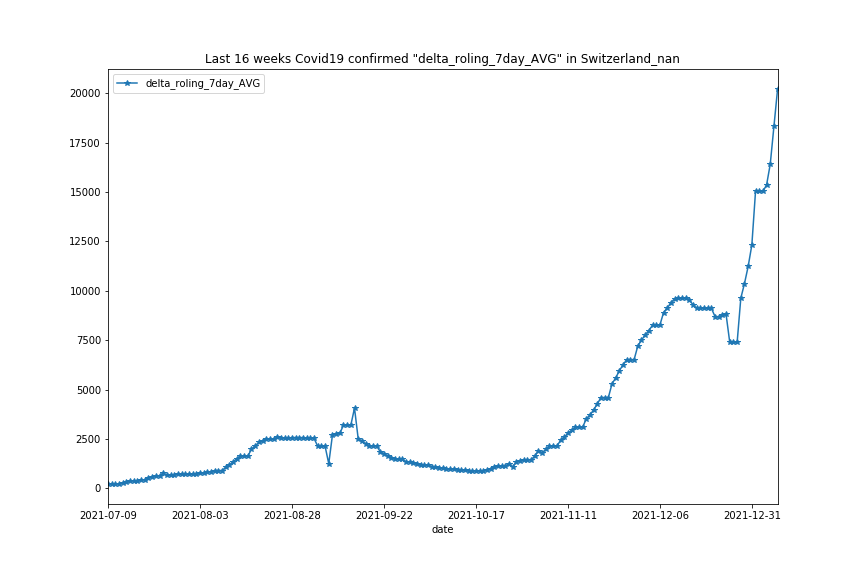 Last 16 weeks Covid19 confirmed "delta_roling_7day_AVG" in Switzerland_nan
delta_roling_7day_AVG
20000
17500
15000
12500
10000
7500
5000
2500
0
2021-07-09 2021-08-03 2021-08-28 2021-09-22 2021-10-17 2021-11-11 2021-12-06 2021-12-31
date